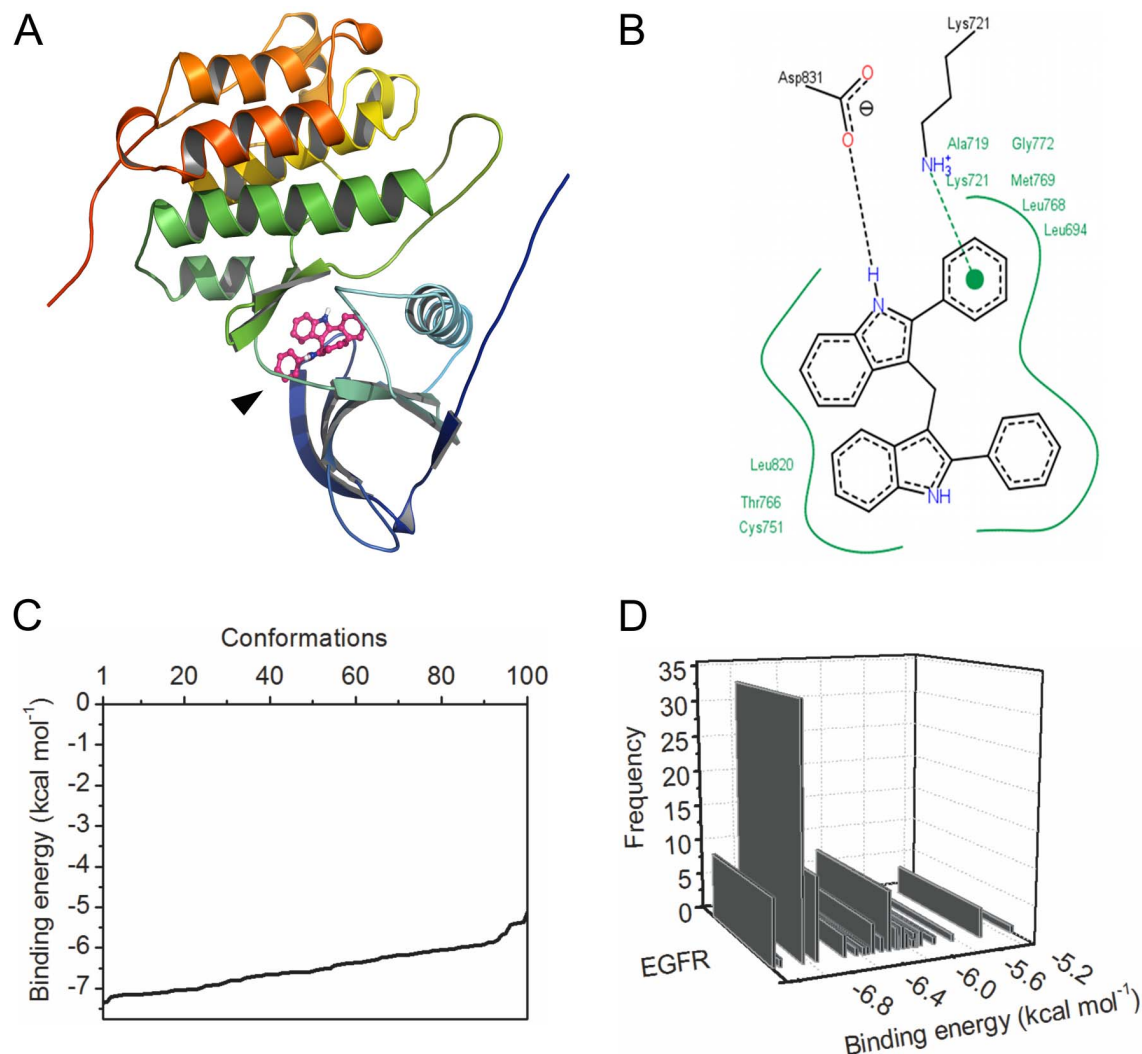 A
B
Lys721
Asp831
O
⊖
O
Ala719 Gly772
NH3+
Lys721 Met769
Leu768
Leu694
H
N
Leu820
Thr766
Cys751
NH
C
Conformations
1 20 40 60 80 100
0
-1
-2
-3
-4
-5
-6
-7
Binding energy (kcal mol⁻¹)
D
35
30
25
20
15
10
5
0
Frequency
EGFR
-6.8 -6.4 -6.0 -5.6 -5.2
Binding energy (kcal mol⁻¹)